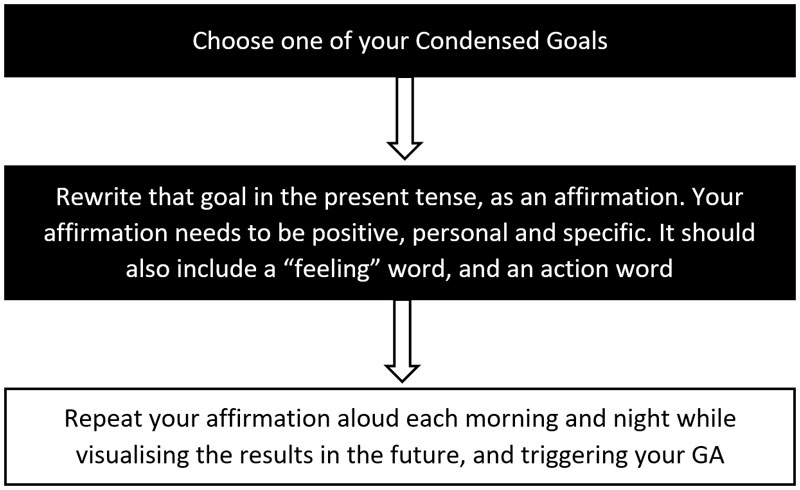 Choose one of your Condensed Goals
Rewrite that goal in the present tense, as an affirmation. Your
affirmation needs to be positive, personal and specific. It should
also include a “feeling” word, and an action word
Repeat your affirmation aloud each morning and night while
visualising the results in the future, and triggering your GA